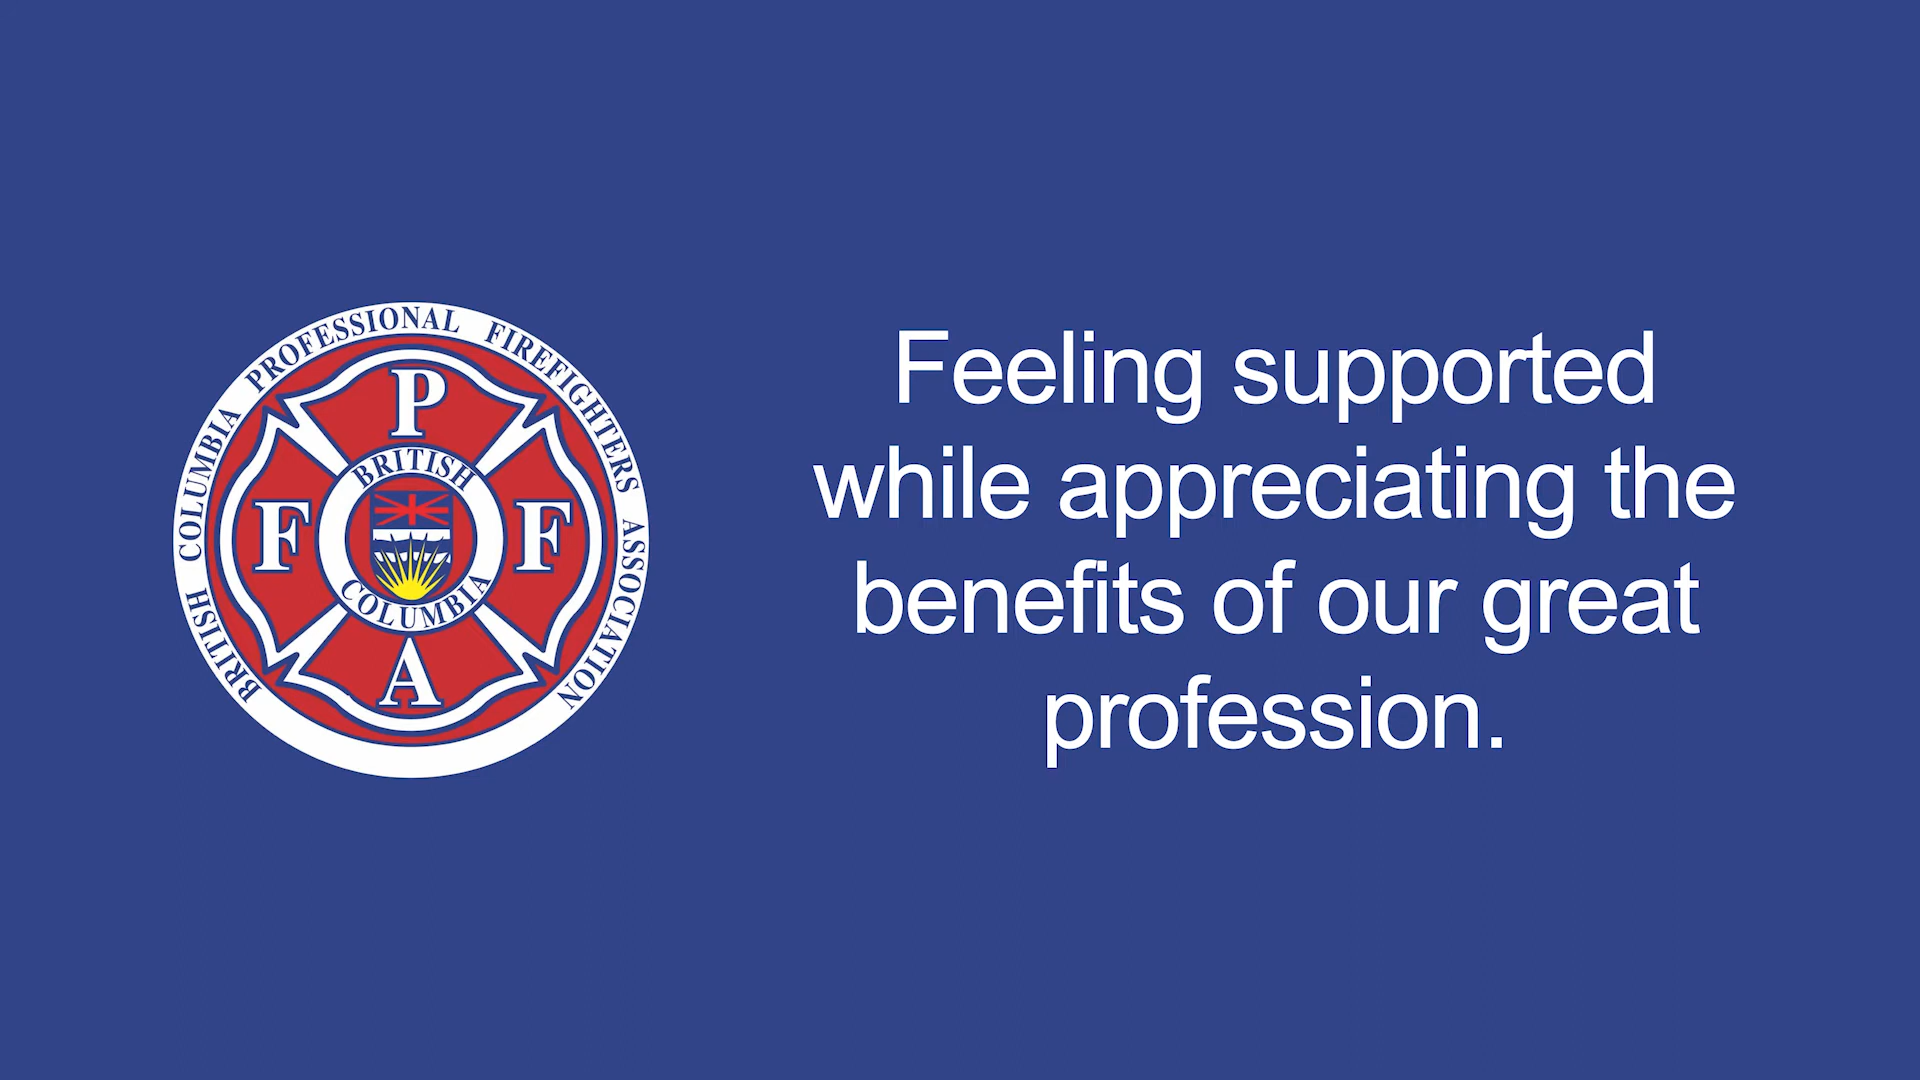 BRITISH COLUMBIA PROFESSIONAL FIREFIGHTERS ASSOCIATION
P
BRITISH
F F
COLUMBIA
A
Feeling supported
while appreciating the
benefits of our great
profession.